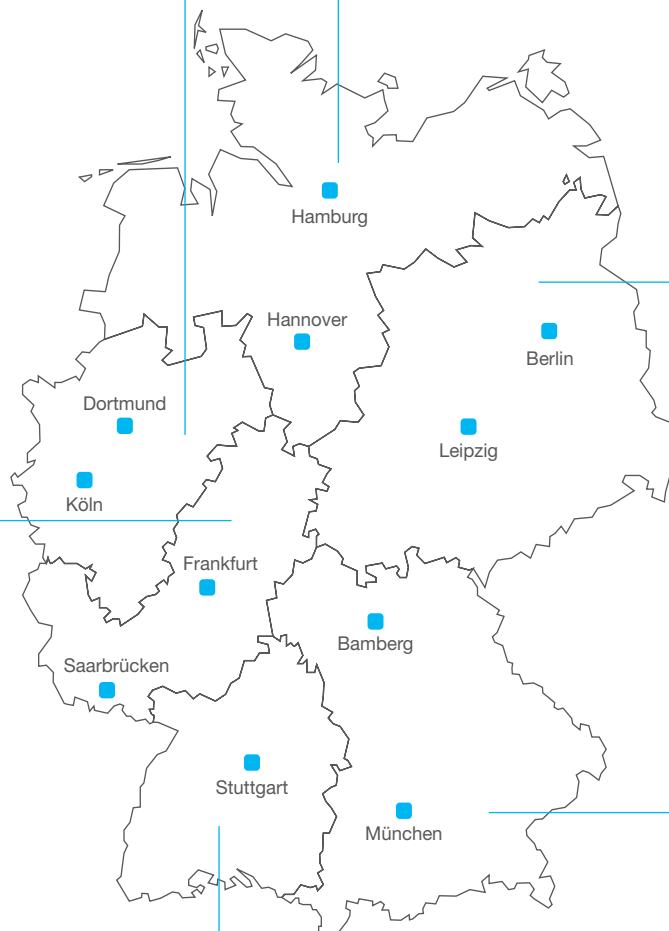 Hamburg
Hannover
Berlin
Dortmund
Leipzig
Köln
Frankfurt
Bamberg
Saarbrücken
Stuttgart
München